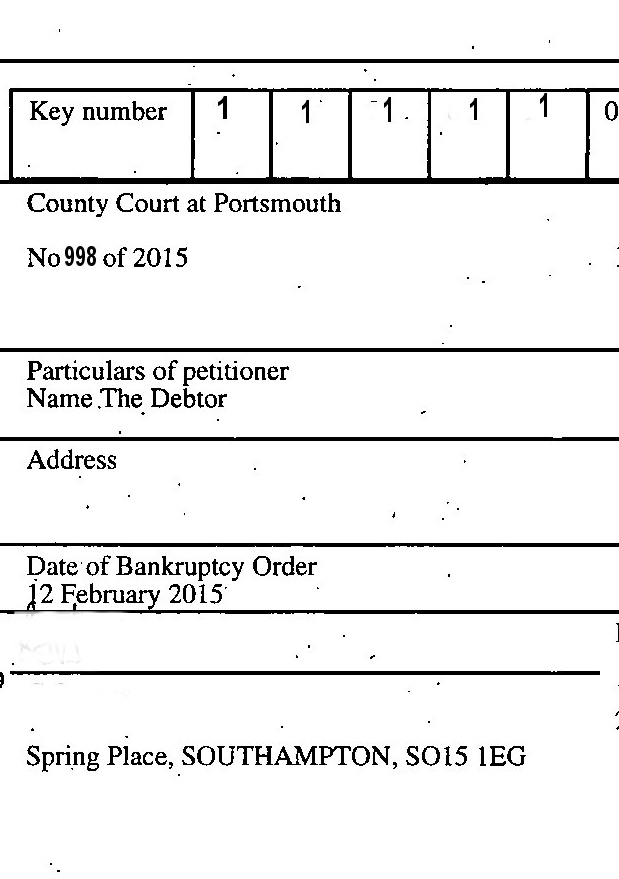 Key number 1 1 1 1 1 0
County Court at Portsmouth
No 998 of 2015
Particulars of petitioner
Name The Debtor
Address
Date of Bankruptcy Order
12 February 2015
Spring Place, SOUTHAMPTON, SO15 1EG